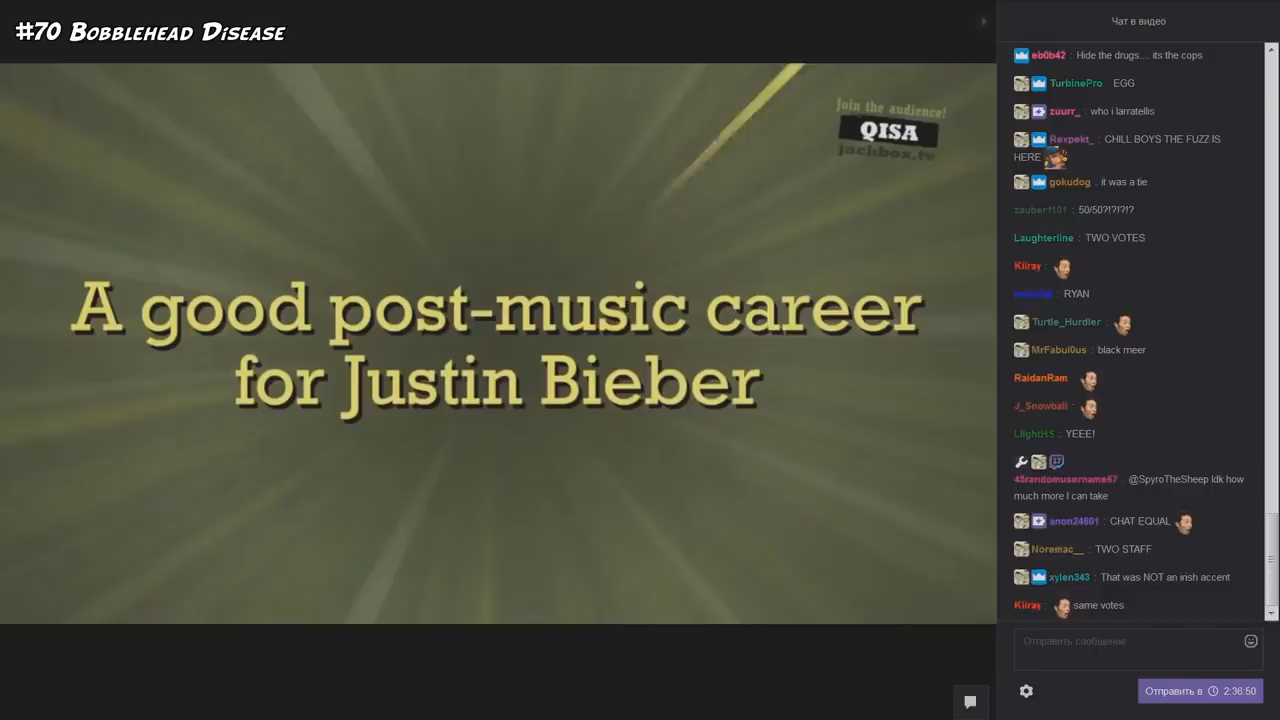 #70 Bobblehead Disease
Join the audience!
QISA
jackbox.tv
A good post-music career
for Justin Bieber
Чат в видео
eb0b42 : Hide the drugs.... its the cops
TurbinePro EGG
zuurr_ : who i larratellis
Rexpekt_ : CHILL BOYS THE FUZZ IS
HERE
gokudog : it was a tie
zauber1101 : 50/50?!?!?!?
Laughterline : TWO VOTES
Kiiray :
: RYAN
Turtle_Hurdler :
MrFabul0us : black meer
RaidanRam
J_Snowball :
LlightHS : YEEE!
17
45randomusername67 @SpyroTheSheep Idk how
much more I can take
anon24601 : CHAT EQUAL
Noremac__ : TWO STAFF
xylen343 : That was NOT an irish accent
Kiiray : same votes
Отправить сообщение
Отправить в 2:36:50